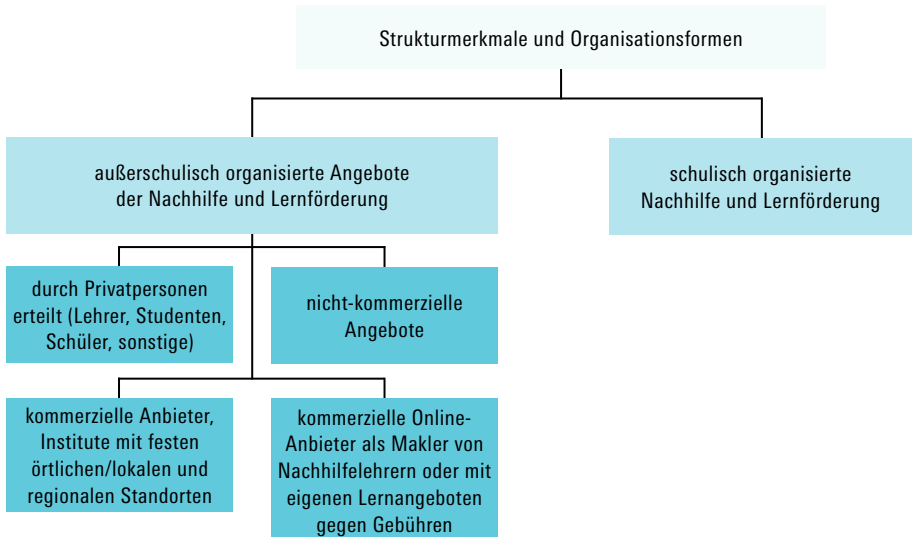 Strukturmerkmale und Organisationsformen
außerschulisch organisierte Angebote
der Nachhilfe und Lernförderung
schulisch organisierte
Nachhilfe und Lernförderung
durch Privatpersonen
erteilt (Lehrer, Studenten,
Schüler, sonstige)
nicht-kommerzielle
Angebote
kommerzielle Anbieter,
Institute mit festen
örtlichen/lokalen und
regionalen Standorten
kommerzielle Online-
Anbieter als Makler von
Nachhilfelehrern oder mit
eigenen Lernangeboten
gegen Gebühren